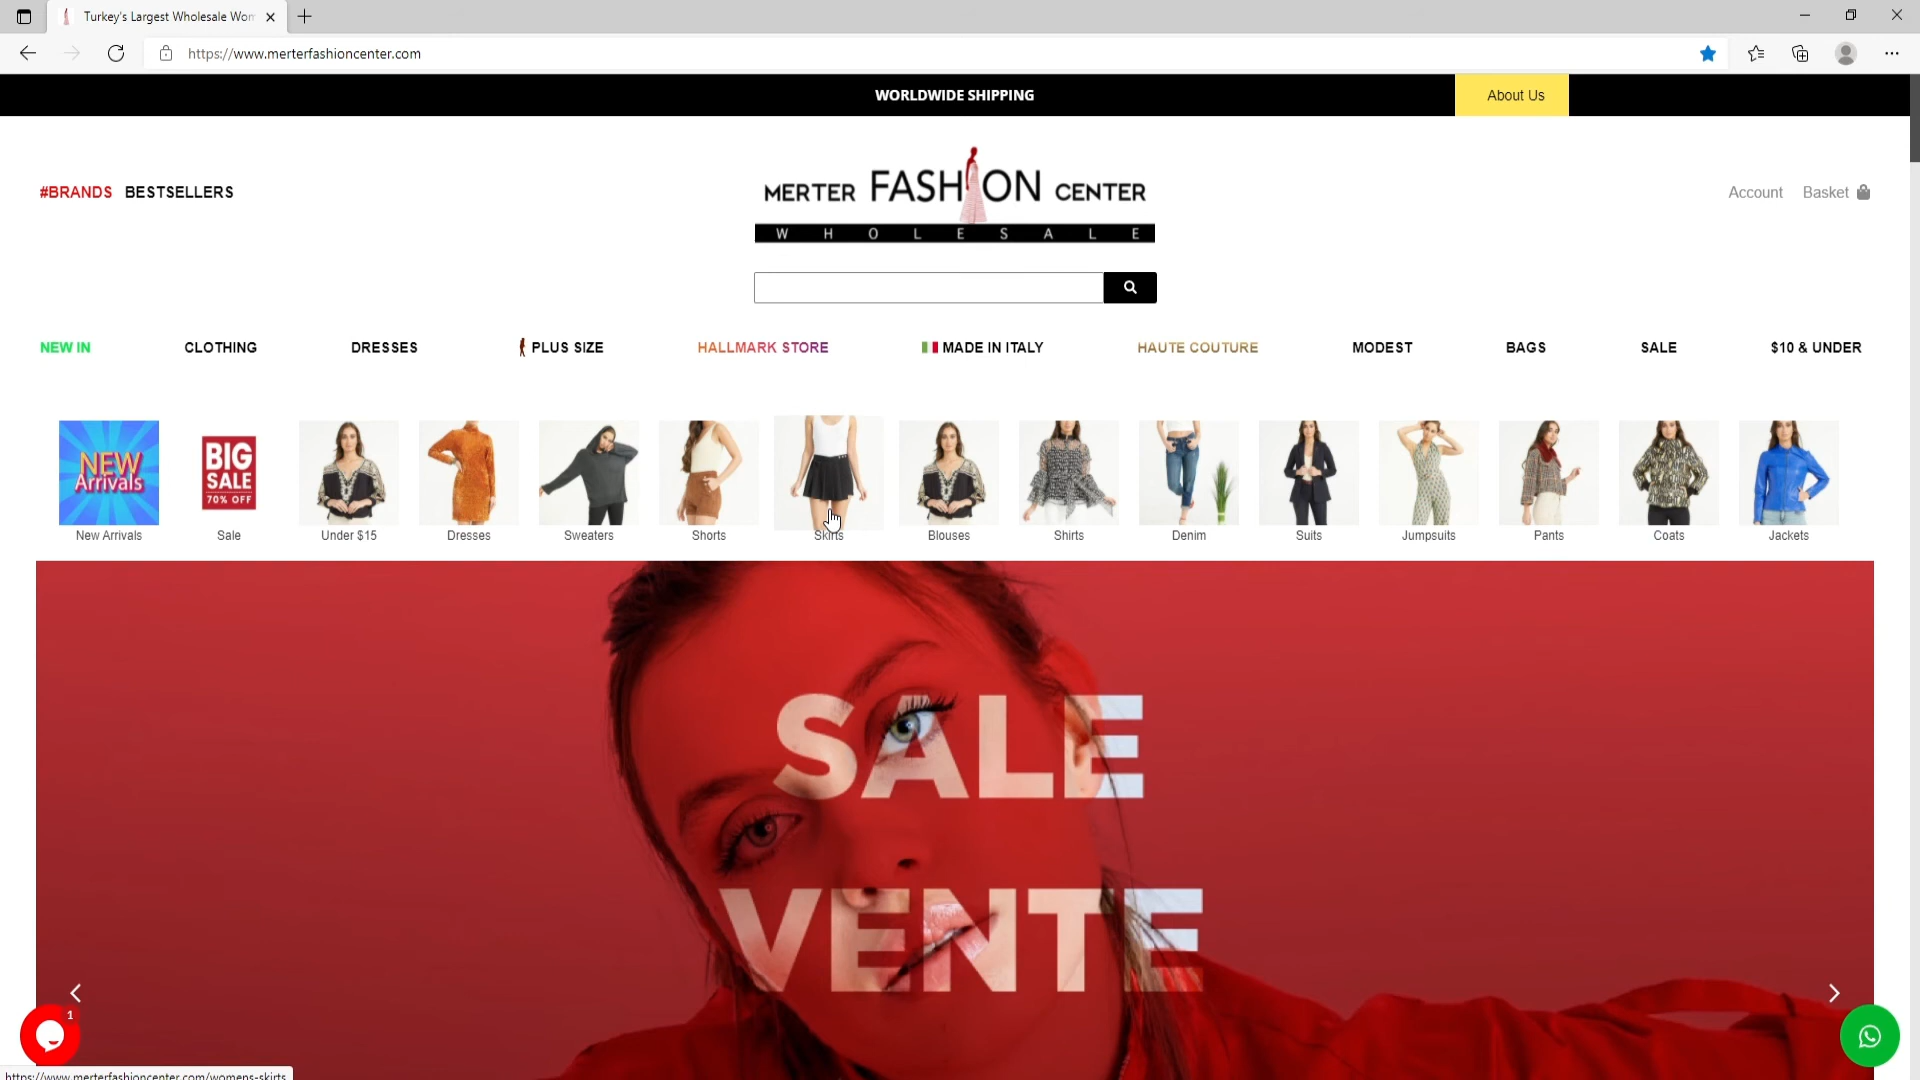 Turkey's Largest Wholesale Wom
https://www.merterfashioncenter.com
WORLDWIDE SHIPPING
About Us
#BRANDS BESTSELLERS
MERTER FASHION CENTER
WHOLESALE
Account Basket
NEW IN CLOTHING DRESSES PLUS SIZE HALLMARK STORE MADE IN ITALY HAUTE COUTURE MODEST BAGS SALE $10 & UNDER
NEW
Arrivals
BIG
SALE
70% OFF
New Arrivals Sale Under $15 Dresses Sweaters Shorts Skirts Blouses Shirts Denim Suits Jumpsuits Pants Coats Jackets
SALE
VENTE
1
https://www.merterfashioncenter.com/womens-skirts